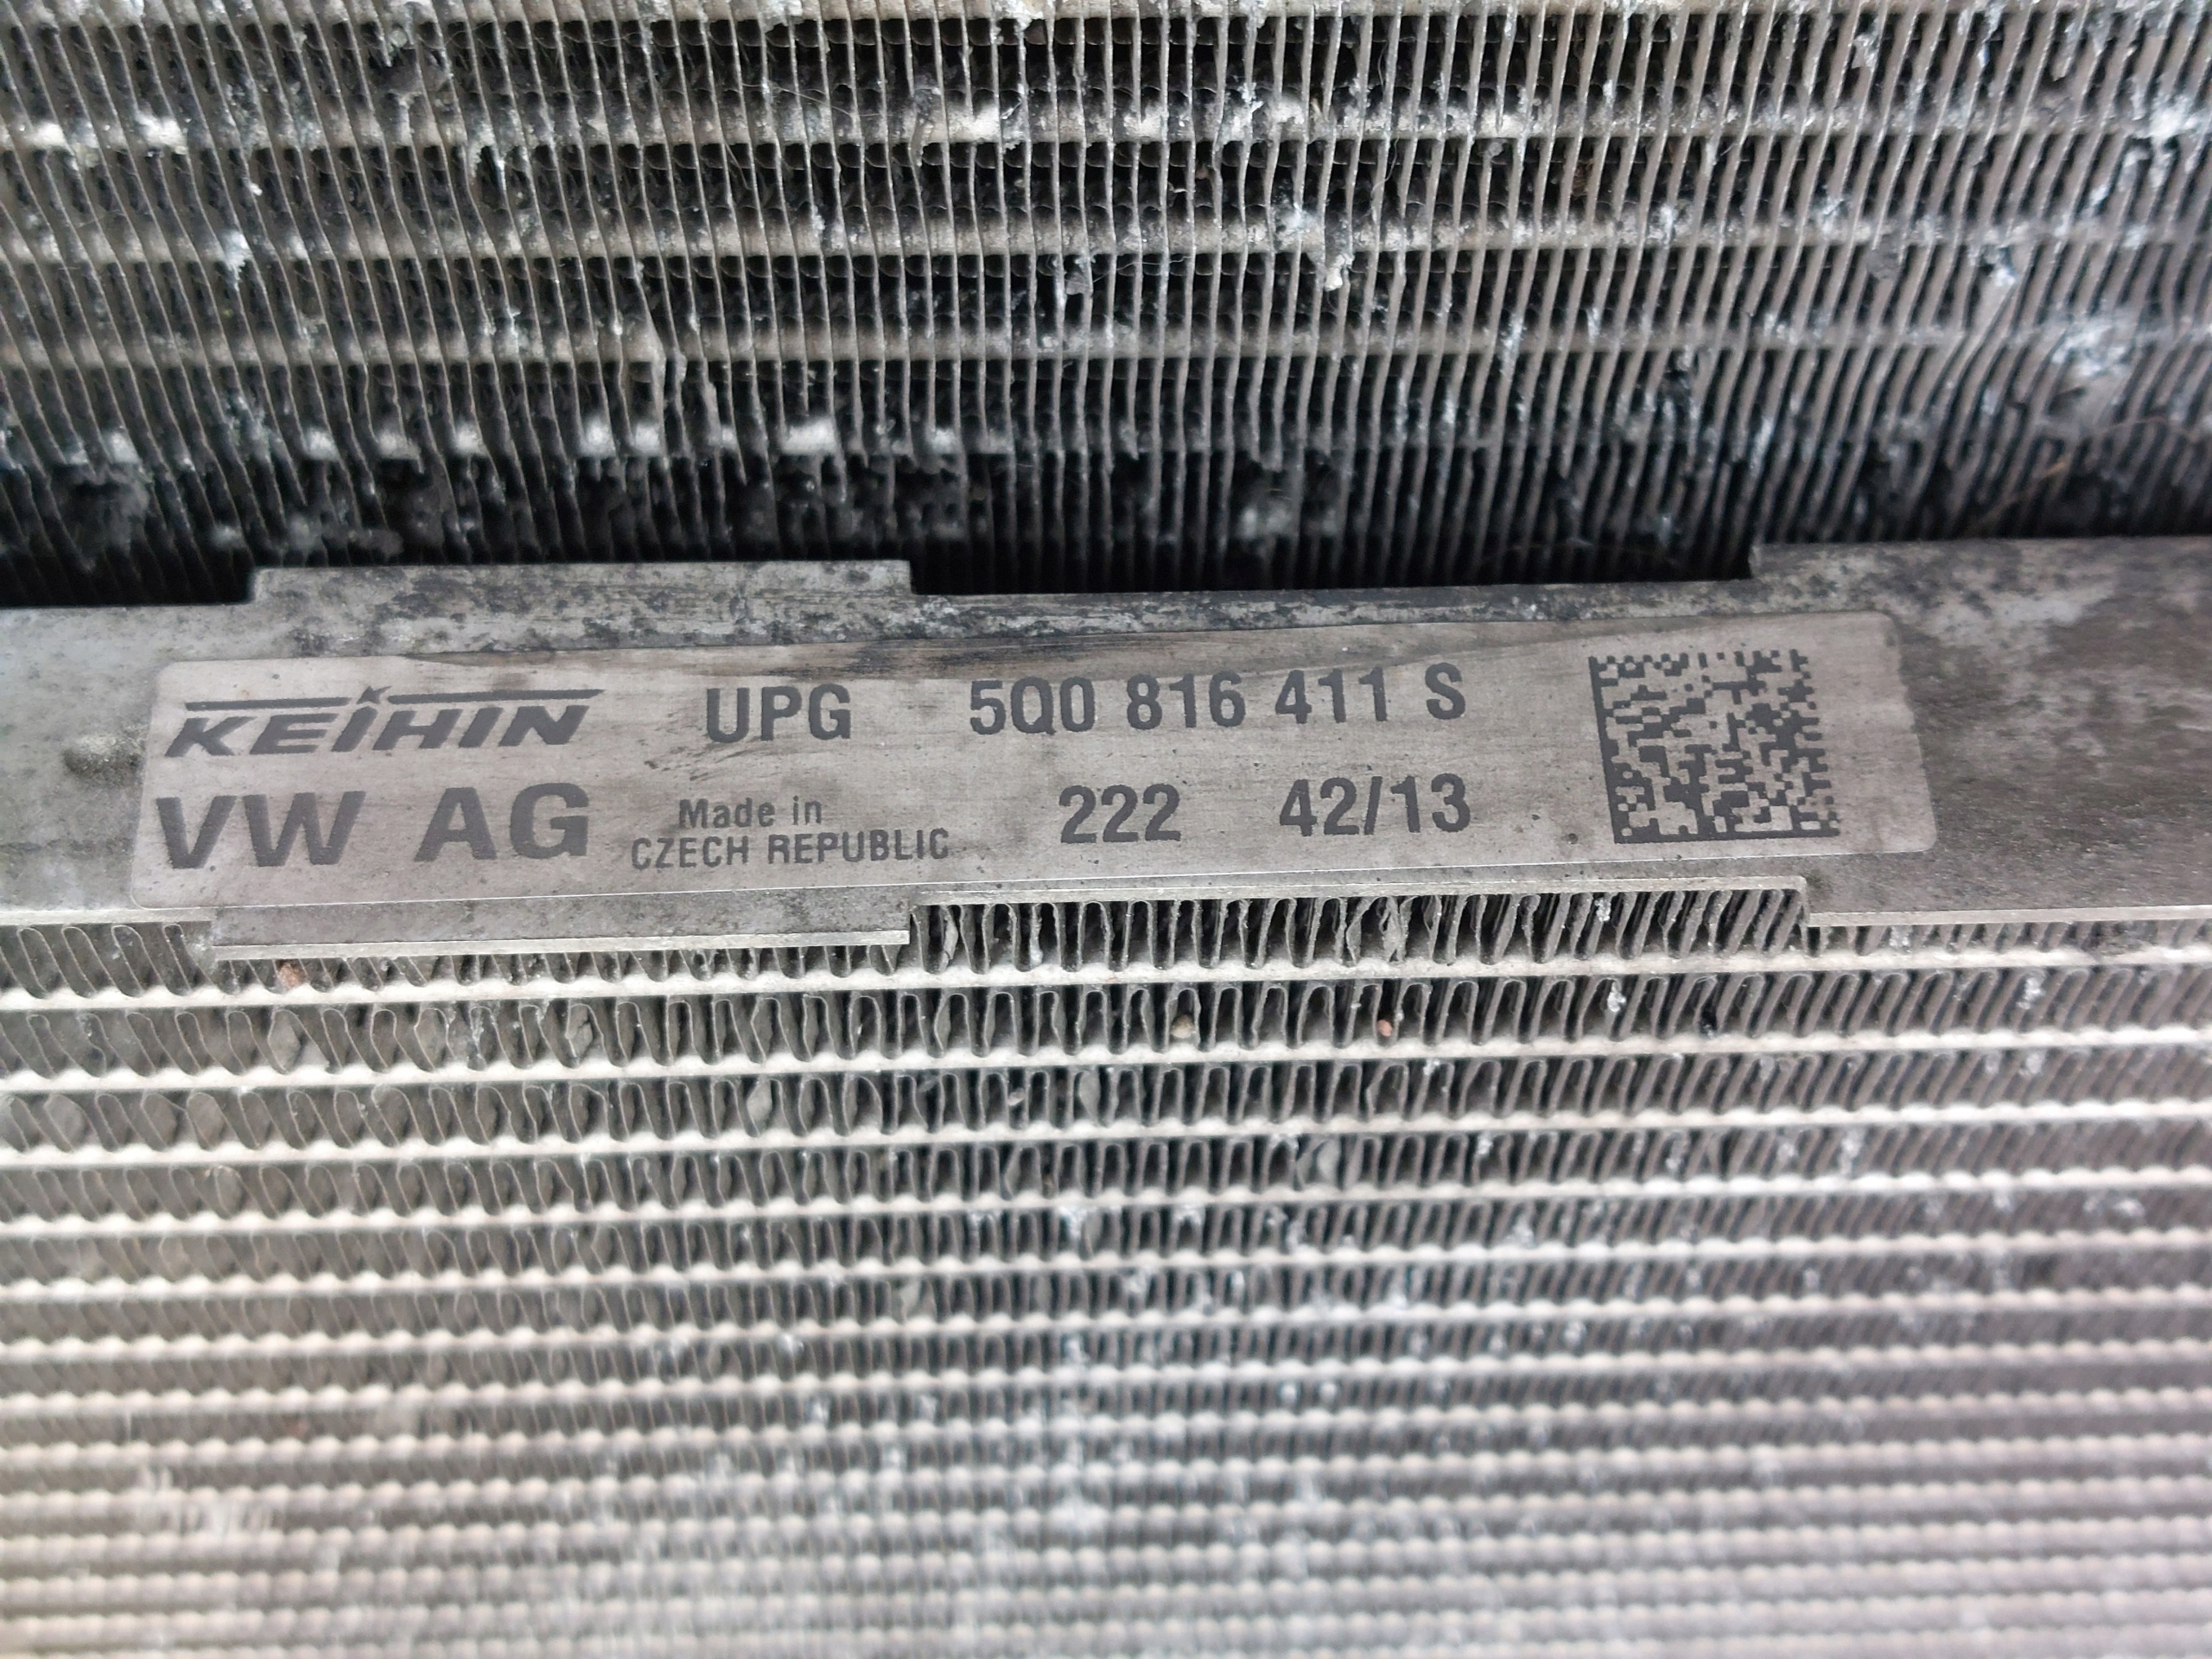 KEIHIN UPG 5Q0 816 411 S
VW AG Made in CZECH REPUBLIC 222 42/13